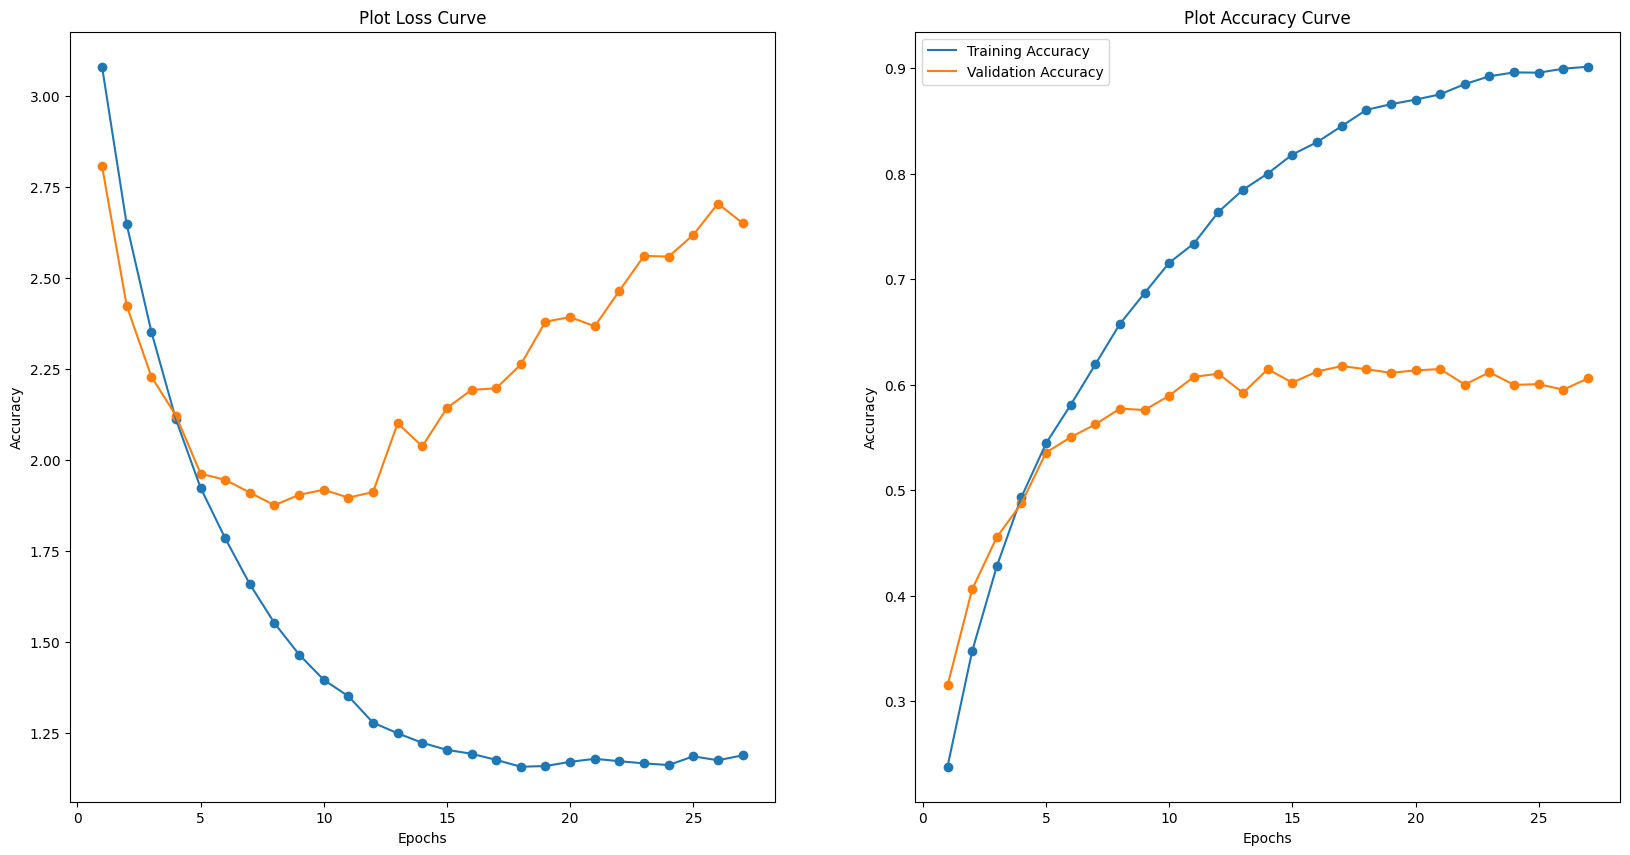 Plot Loss Curve
3.00
2.75
2.50
2.25
2.00
1.75
1.50
1.25
Accuracy
0 5 10 15 20 25
Epochs
Plot Accuracy Curve
Training Accuracy
Validation Accuracy
0.9
0.8
0.7
0.6
0.5
0.4
0.3
Accuracy
0 5 10 15 20 25
Epochs